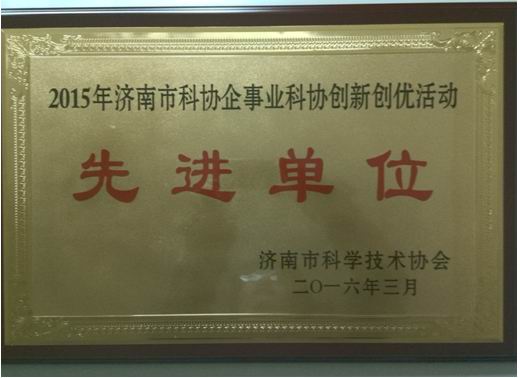 2015年济南市科协企事业科协创新创优活动
先进单位
济南市科学技术协会
二〇一六年三月